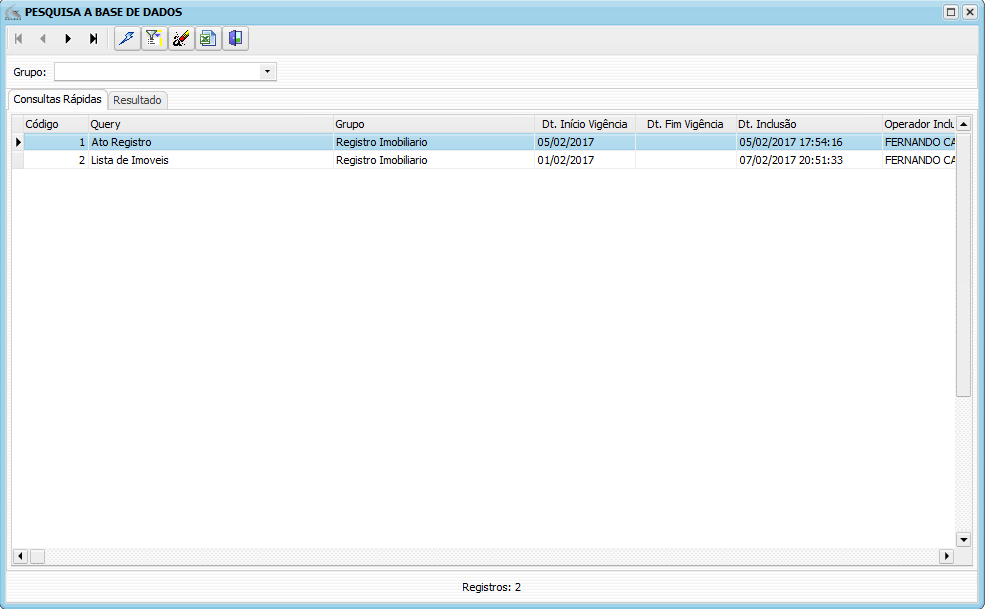 PESQUISA A BASE DE DADOS
Grupo:
Consultas Rápidas Resultado
Código Query Grupo Dt. Início Vigência Dt. Fim Vigência Dt. Inclusão Operador Inclu
1 Ato Registro Registro Imobiliario 05/02/2017 05/02/2017 17:54:16 FERNANDO CA
2 Lista de Imoveis Registro Imobiliario 01/02/2017 07/02/2017 20:51:33 FERNANDO CA
Registros: 2